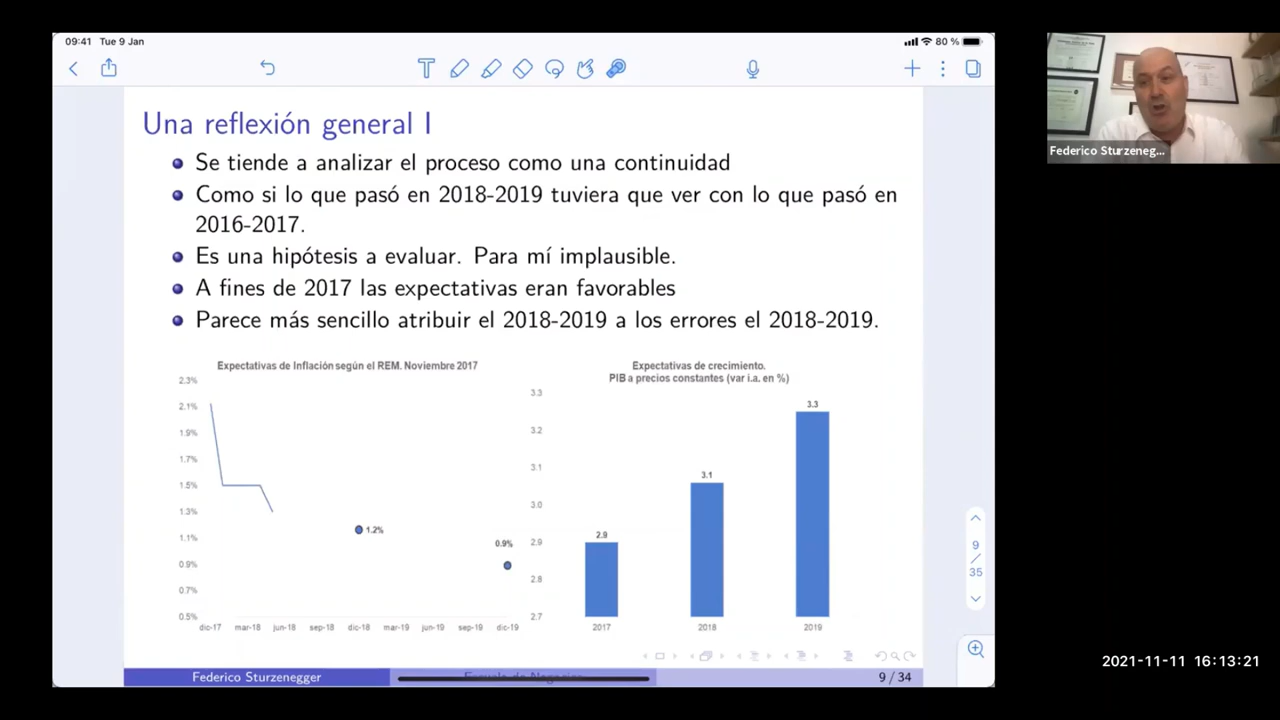 09:41 Tue 9 Jan
80 %
Una reflexión general I
Se tiende a analizar el proceso como una continuidad
Como si lo que pasó en 2018-2019 tuviera que ver con lo que pasó en
2016-2017.
Es una hipótesis a evaluar. Para mí implausible.
A fines de 2017 las expectativas eran favorables
Parece más sencillo atribuir el 2018-2019 a los errores el 2018-2019.
Expectativas de Inflación según el REM. Noviembre 2017
2.3%
2.1%
1.9%
1.7%
1.5%
1.3%
1.1%
0.9%
0.7%
0.5%
1.2%
0.9%
dic-17 mar-18 jun-18 sep-18 dic-18 mar-19 jun-19 sep-19 dic-19
Expectativas de crecimiento.
PIB a precios constantes (var i.a. en %)
3.3
3.2
3.1
3.0
2.9
2.8
2.7
2.9
3.1
3.3
2017 2018 2019
9
/
35
Federico Sturzenegger
9 / 34
Federico Sturzeneg...
2021-11-11 16:13:21